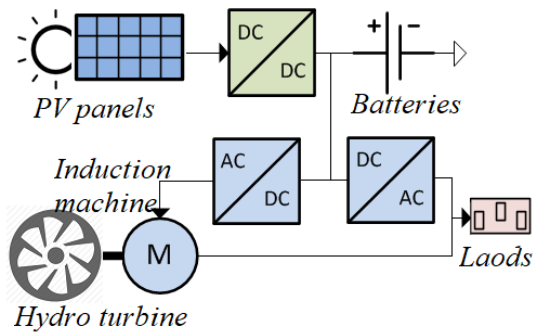 DC
DC
+ -
PV panels
Batteries
Induction
machine
AC
DC
DC
AC
M
Laods
Hydro turbine